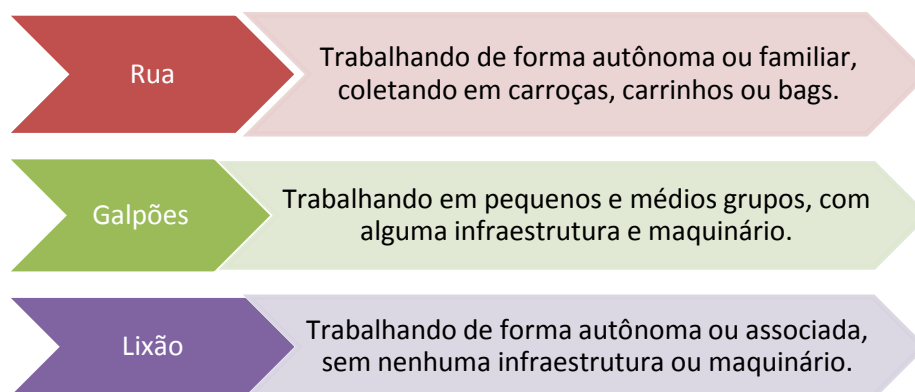 Rua
Trabalhando de forma autônoma ou familiar,
coletando em carroças, carrinhos ou bags.
Galpões
Trabalhando em pequenos e médios grupos, com
alguma infraestrutura e maquinário.
Lixão
Trabalhando de forma autônoma ou associada,
sem nenhuma infraestrutura ou maquinário.